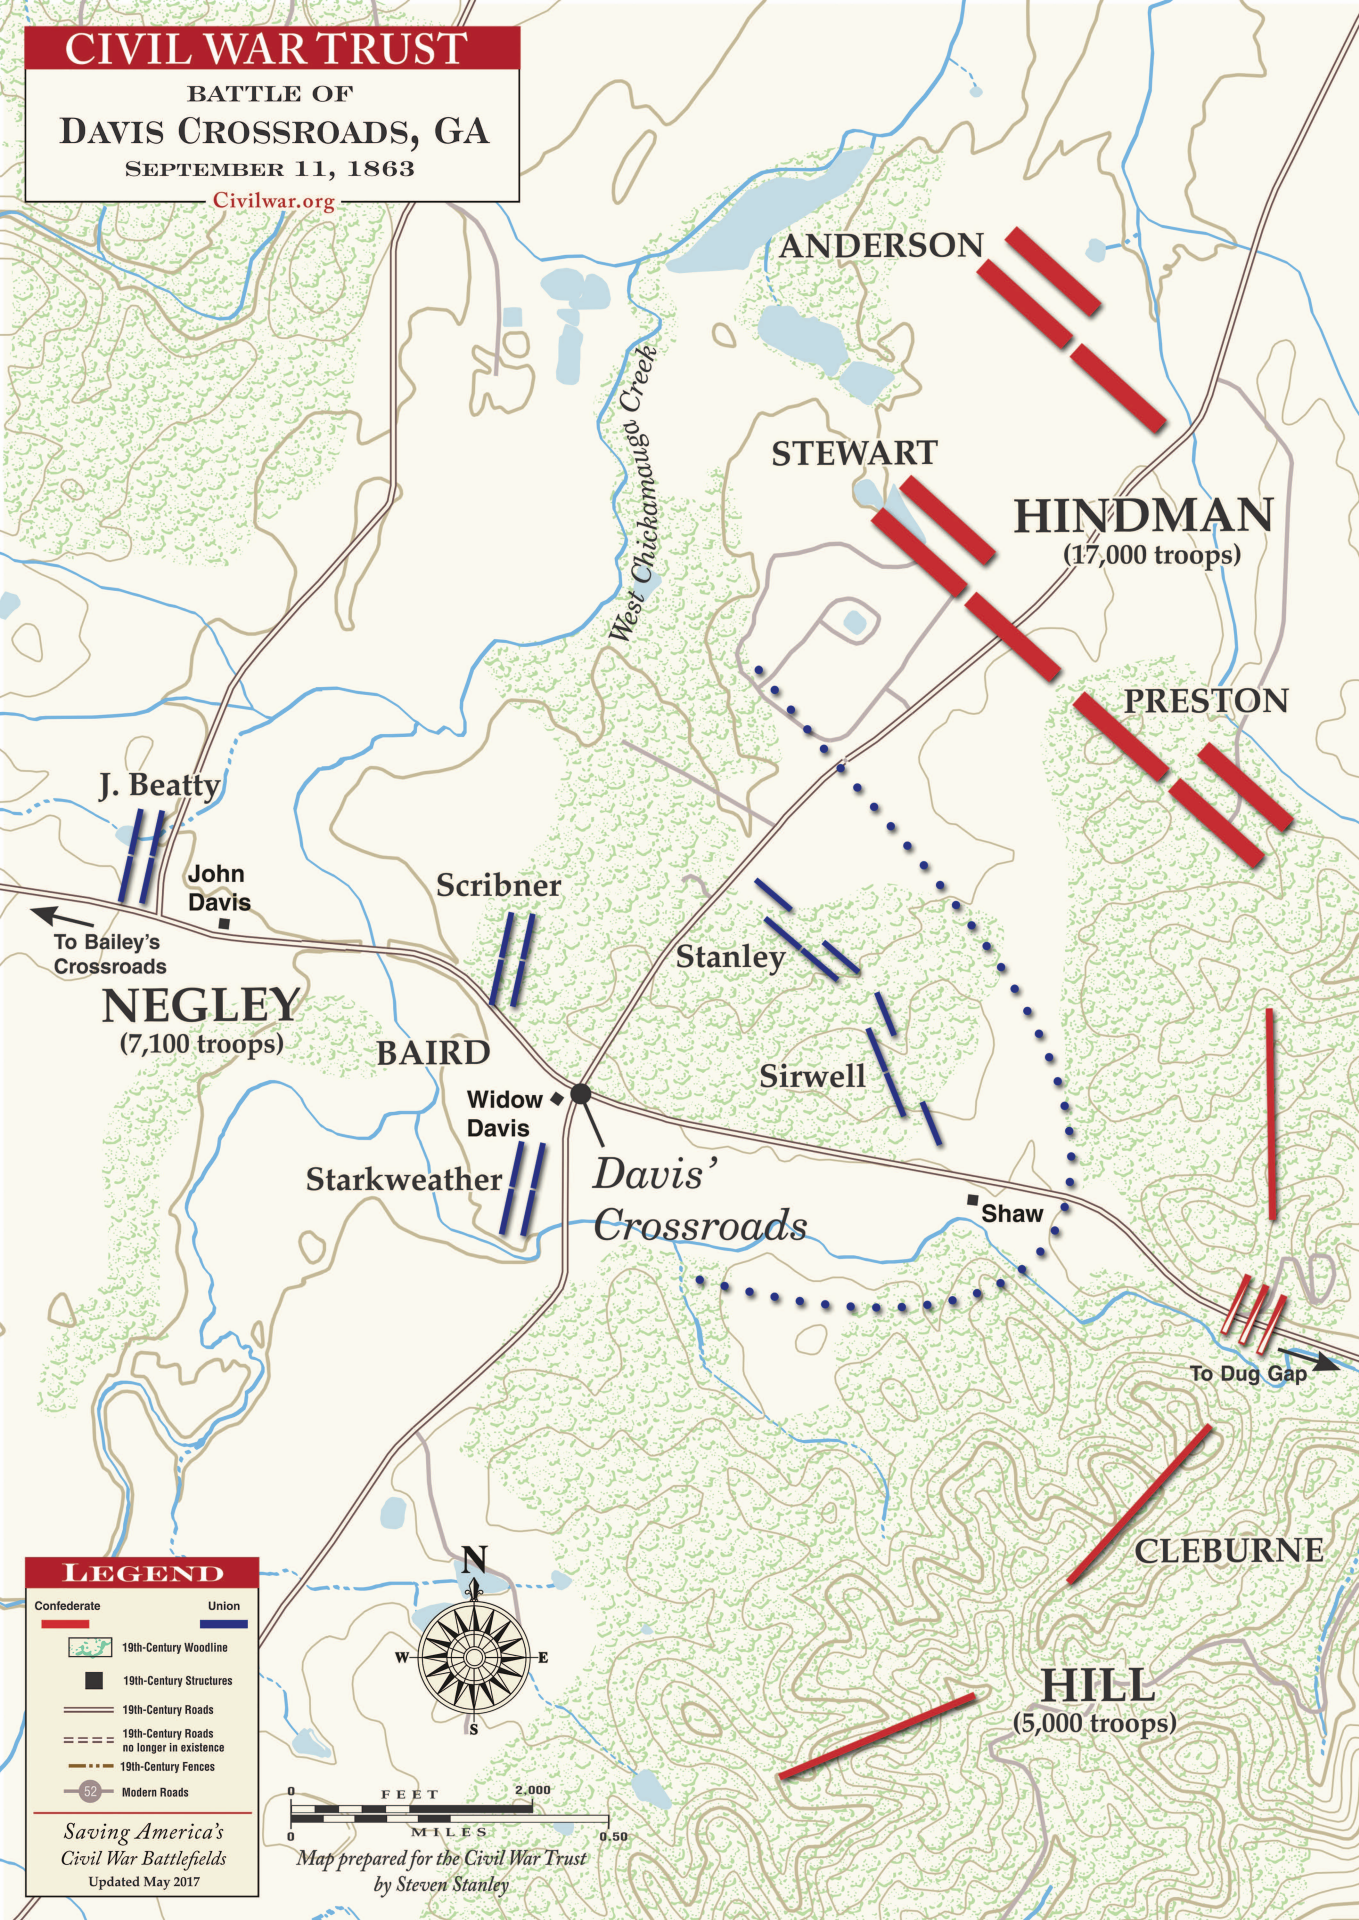 CIVIL WAR TRUST
BATTLE OF
DAVIS CROSSROADS, GA
SEPTEMBER 11, 1863
Civilwar.org
ANDERSON
West Chickamauga Creek
STEWART
HINDMAN
(17,000 troops)
PRESTON
J. Beatty
John
Davis
Scribner
To Bailey's
Crossroads
Stanley
NEGLEY
(7,100 troops)
BAIRD
Sirwell
Widow
Davis
Starkweather
Davis'
Crossroads
Shaw
To Dug Gap
CLEBURNE
HILL
(5,000 troops)
N
W
E
S
LEGEND
Confederate
Union
19th-Century Woodline
19th-Century Structures
19th-Century Roads
19th-Century Roads
no longer in existence
19th-Century Fences
52
Modern Roads
Saving America's
Civil War Battlefields
Updated May 2017
0 FEET 2,000
0 MILES 0.50
Map prepared for the Civil War Trust
by Steven Stanley